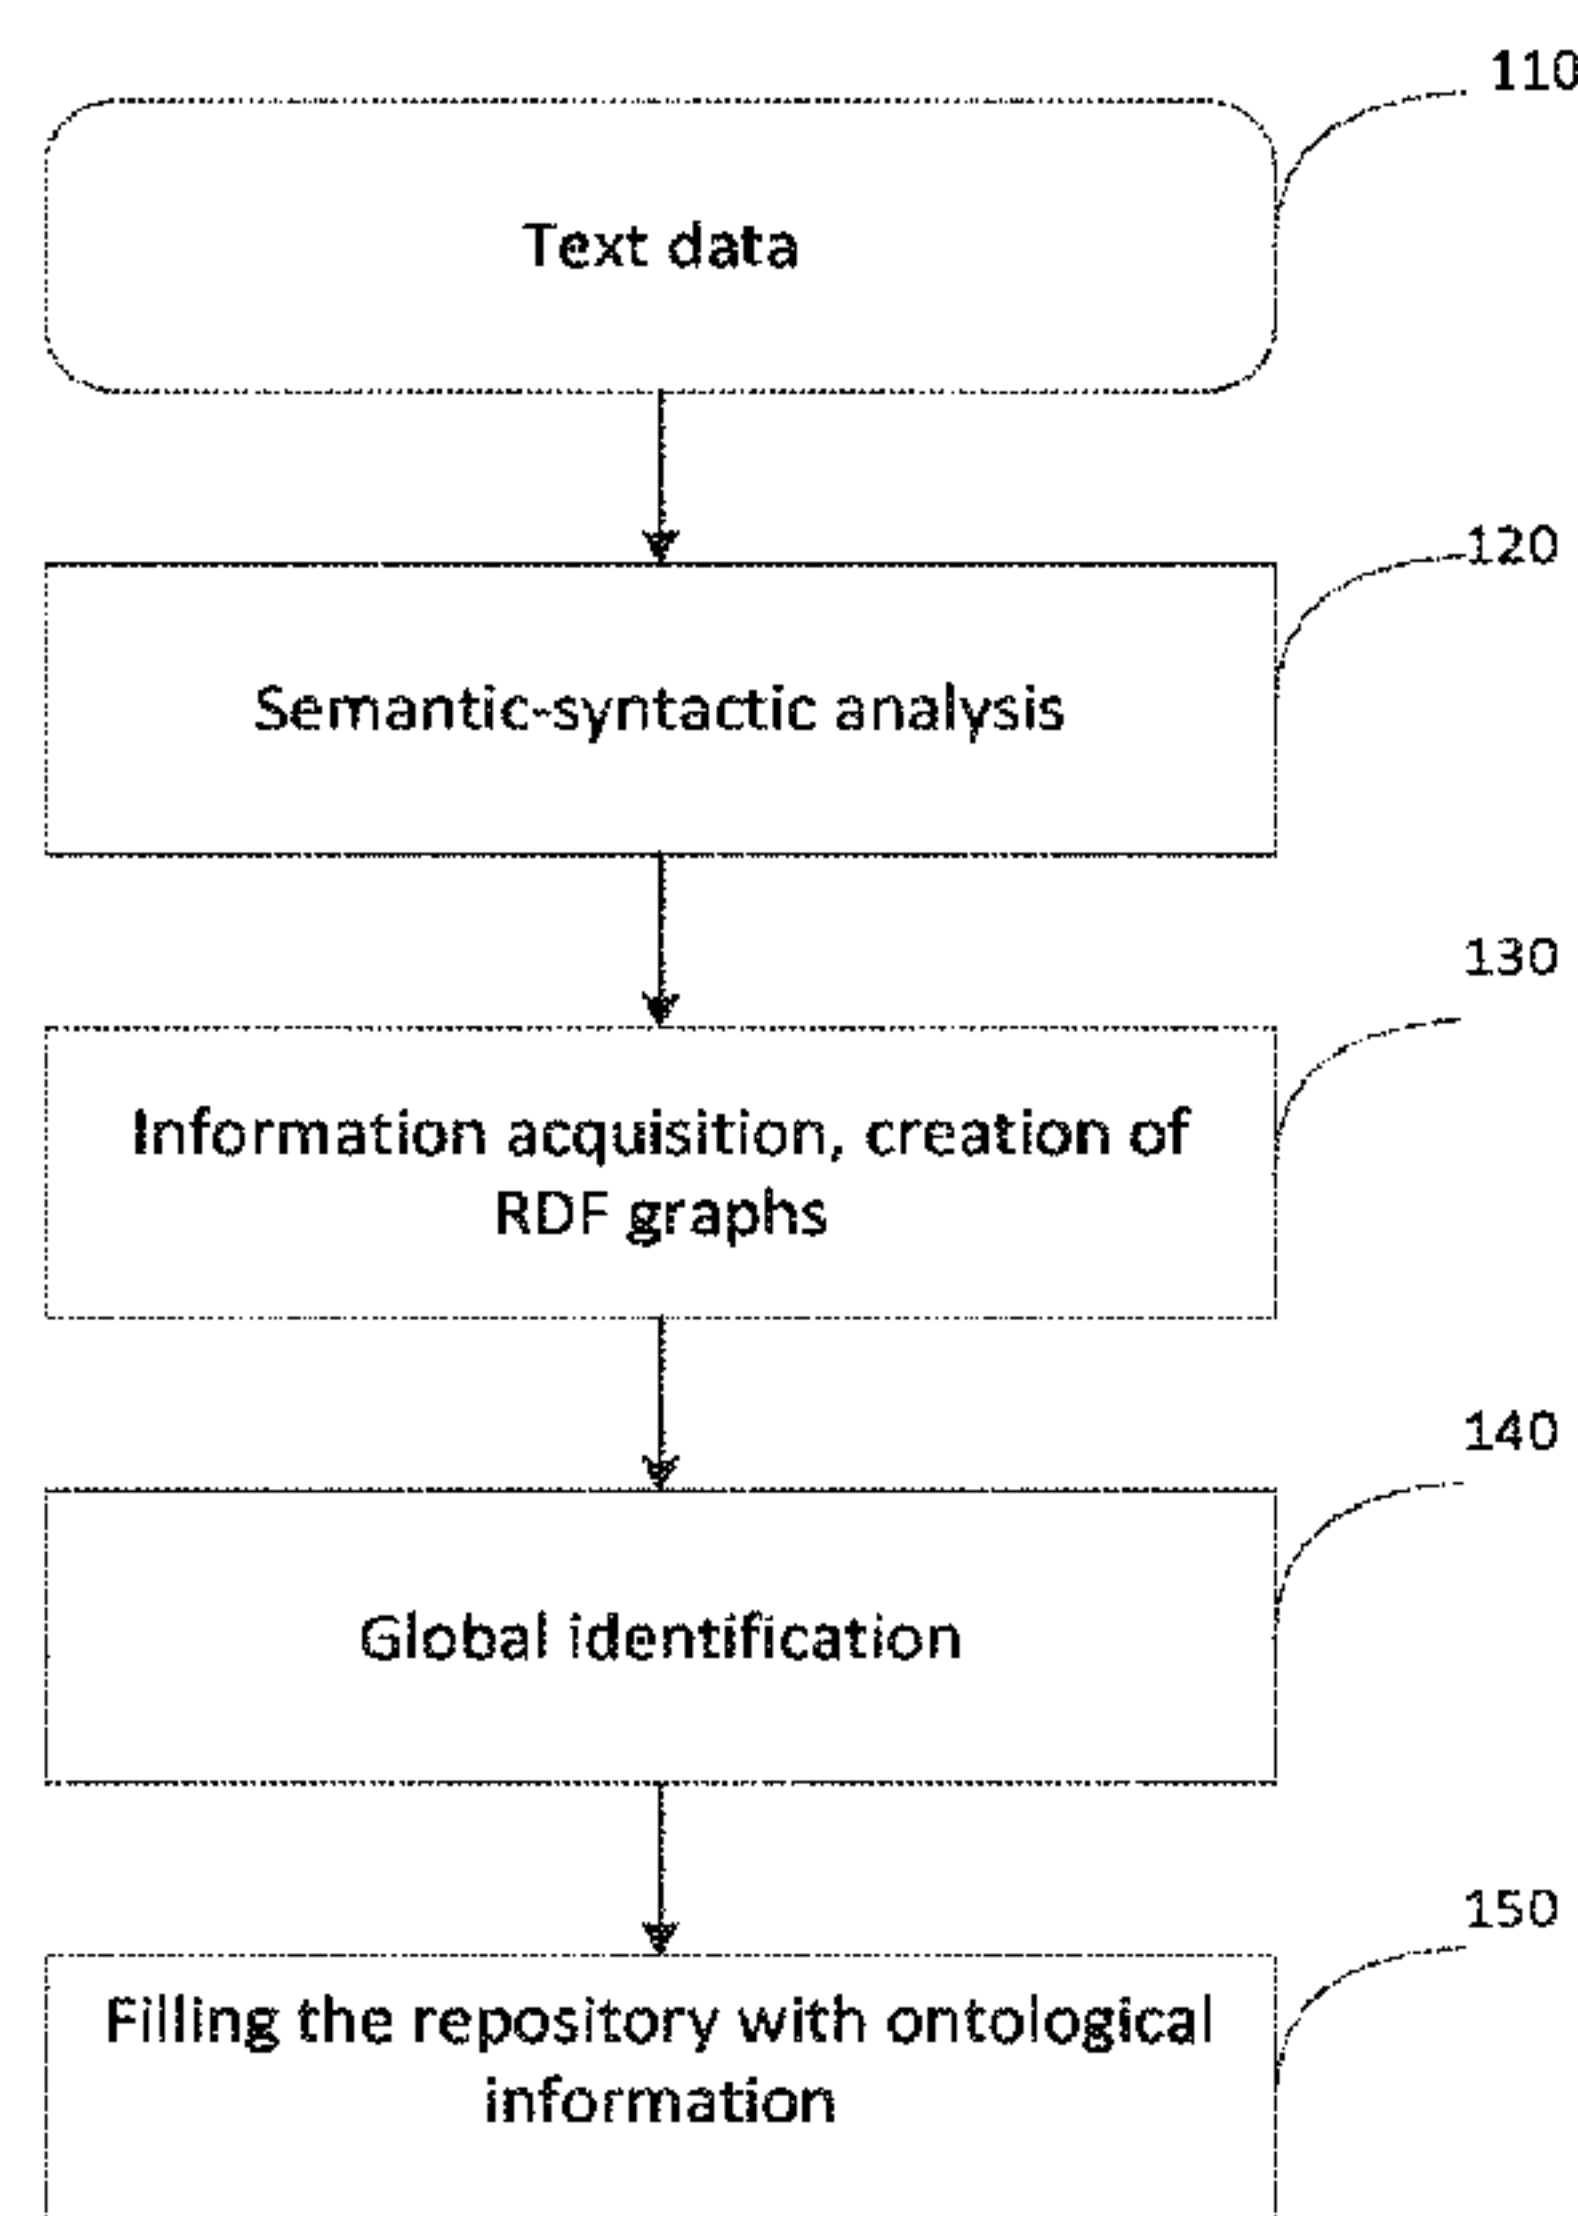 110
Text data
120
Semantic-syntactic analysis
130
Information acquisition, creation of
RDF graphs
140
Global identification
150
Filling the repository with ontological
information